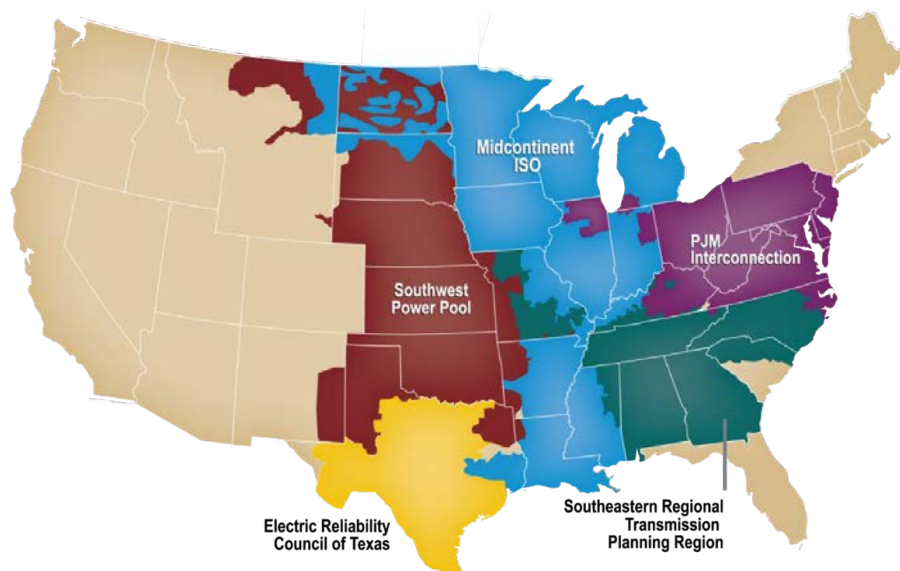 Midcontinent
ISO
PJM
Interconnection
Southwest
Power Pool
Electric Reliability
Council of Texas
Southeastern Regional
Transmission
Planning Region